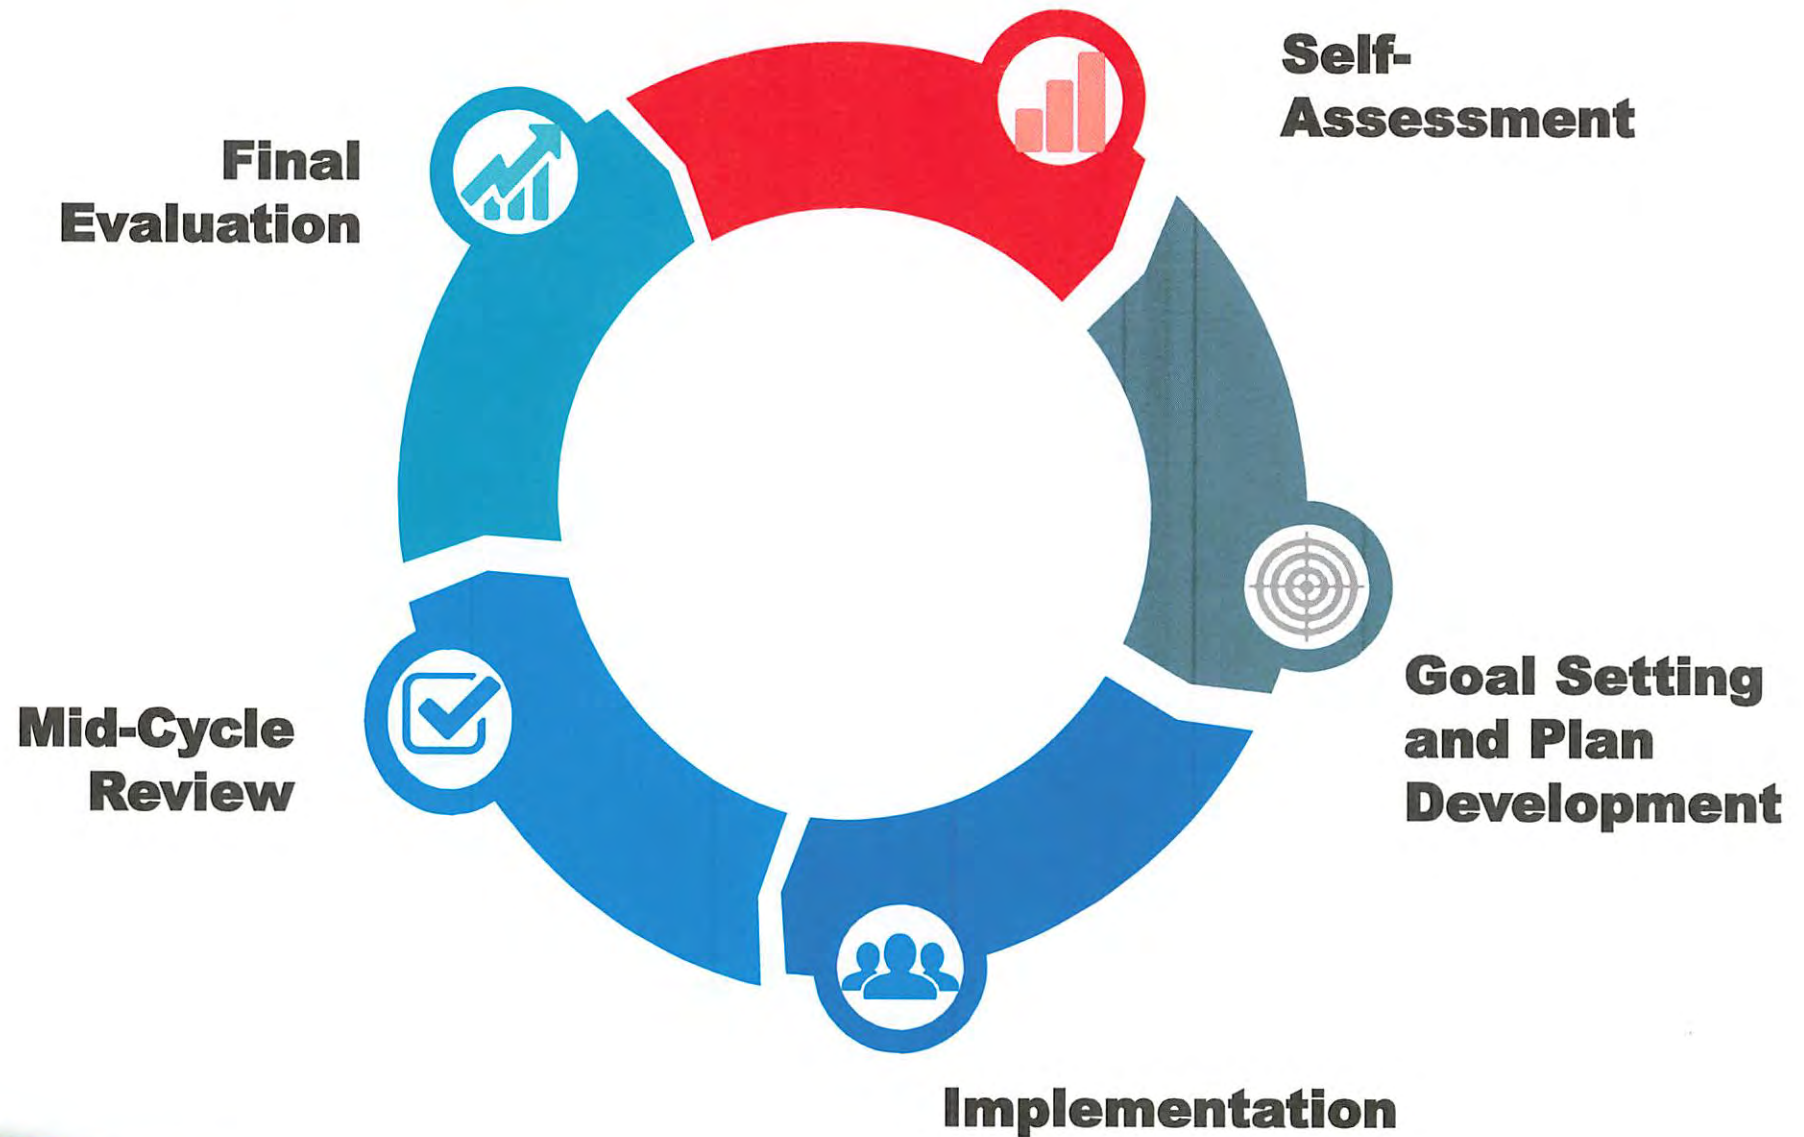 Self-
Assessment
Goal Setting
and Plan
Development
Implementation
Mid-Cycle
Review
Final
Evaluation